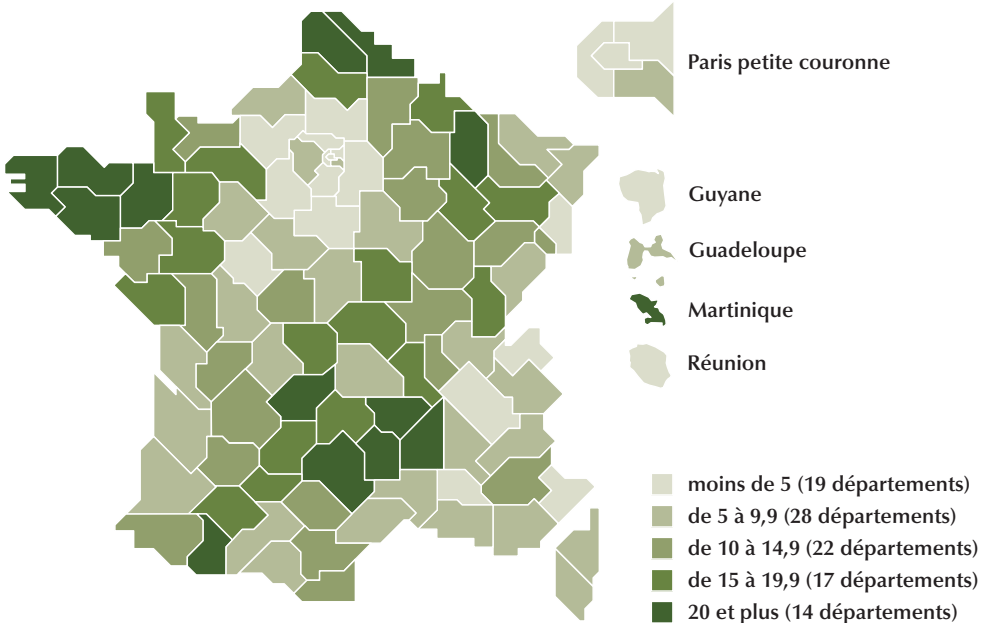 Paris petite couronne
Guyane
Guadeloupe
Martinique
Réunion
moins de 5 (19 départements)
de 5 à 9,9 (28 départements)
de 10 à 14,9 (22 départements)
de 15 à 19,9 (17 départements)
20 et plus (14 départements)